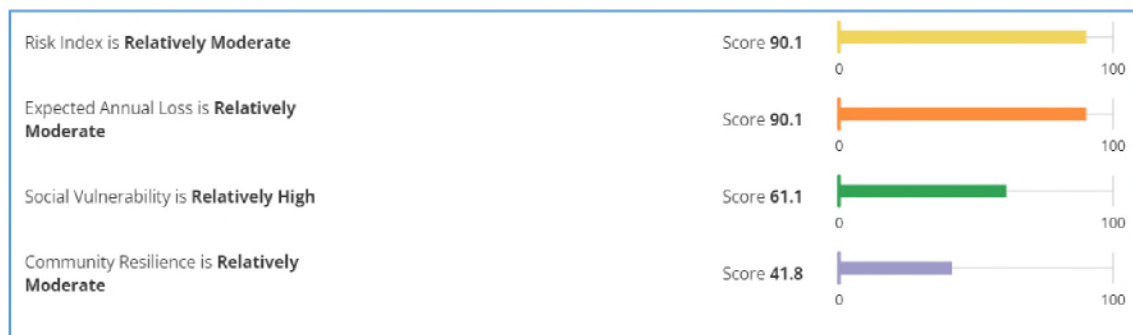 Risk Index is Relatively Moderate
Score 90.1
0 100
Expected Annual Loss is Relatively
Moderate
Score 90.1
0 100
Social Vulnerability is Relatively High
Score 61.1
0 100
Community Resilience is Relatively
Moderate
Score 41.8
0 100